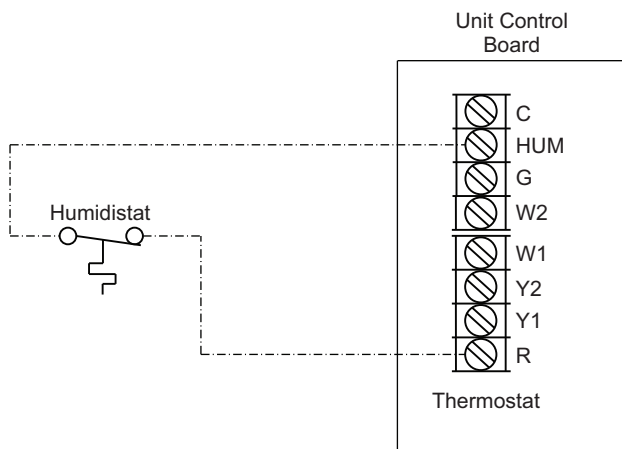 Unit Control
Board
C
HUM
G
W2
Humidistat
W1
Y2
Y1
R
Thermostat